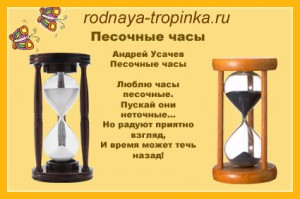 rodnaya-tropinka.ru
Песочные часы
Андрей Усачев
Песочные часы
Люблю часы
песочные.
Пускай они
неточные...
Но радуют приятно
взгляд,
И время может течь
назад!